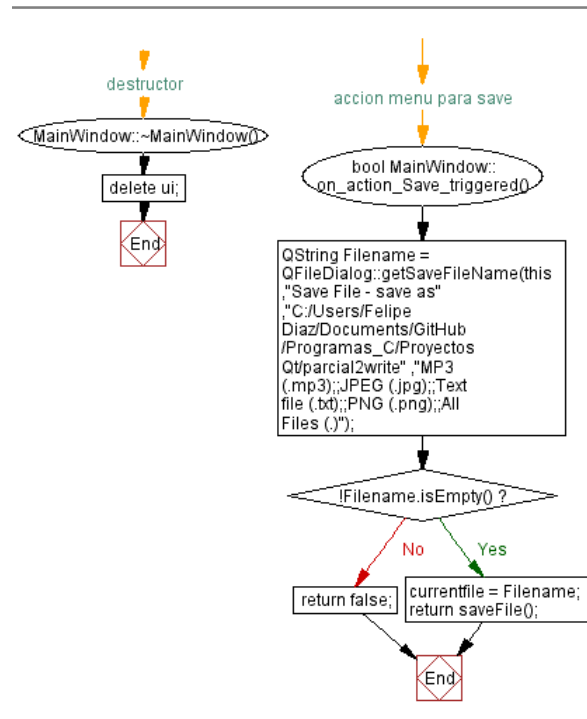 destructor
MainWindow::~MainWindow()
delete ui;
End
accion menu para save
bool MainWindow::
on_action_Save_triggered()
QString Filename =
QFileDialog::getSaveFileName(this
,"Save File - save as"
,"C:/Users/Felipe
Diaz/Documents/GitHub
/Programas_C/Proyectos
Qt/parcial2write" ,"MP3
(.mp3);;JPEG (.jpg);;Text
file (.txt);;PNG (.png);;All
Files (.)");
!Filename.isEmpty() ?
No
Yes
return false;
currentfile = Filename;
return saveFile();
End